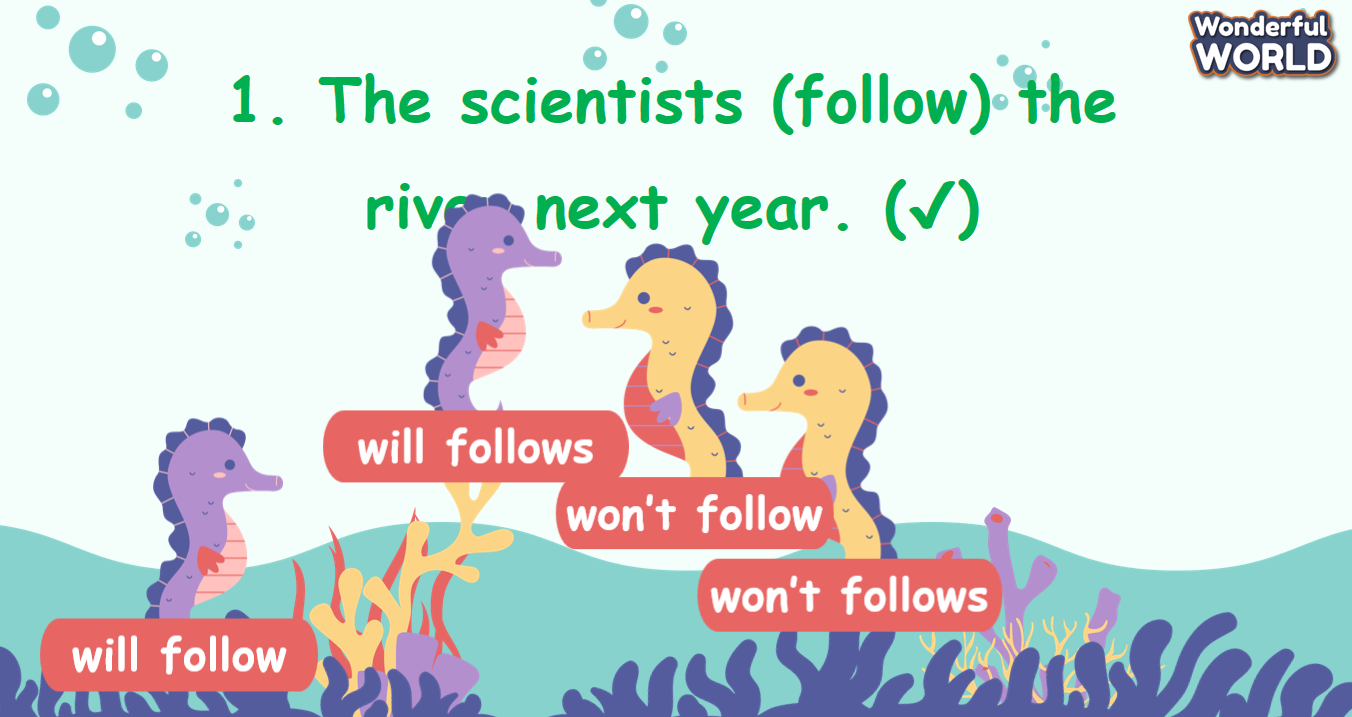 Wonderful
WORLD
1. The scientists (follow) the
next year. (✓)
will follows
won't follow
won't follows
will follow